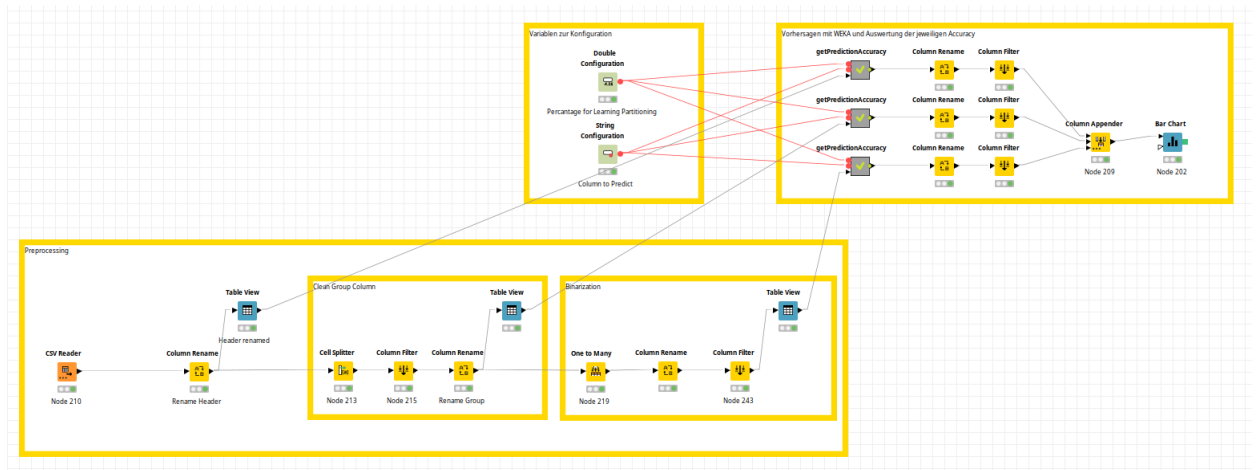 Variablen zur Konfiguration
Double
Configuration
Percantage for Learning Partitioning
String
Configuration
Column to Predict
Vorhersagen mit WEKA und Auswertung der jeweiligen Accuracy
getPredictionAccuracy
Column Rename
Column Filter
getPredictionAccuracy
Column Rename
Column Filter
getPredictionAccuracy
Column Rename
Column Filter
Column Appender
Node 209
Bar Chart
Node 202
Preprocessing
CSV Reader
Node 210
Column Rename
Rename Header
Table View
Header renamed
Clean Group Column
Cell Splitter
Node 213
Column Filter
Node 215
Column Rename
Rename Group
Table View
Binarization
One to Many
Node 219
Column Rename
Column Filter
Node 243
Table View